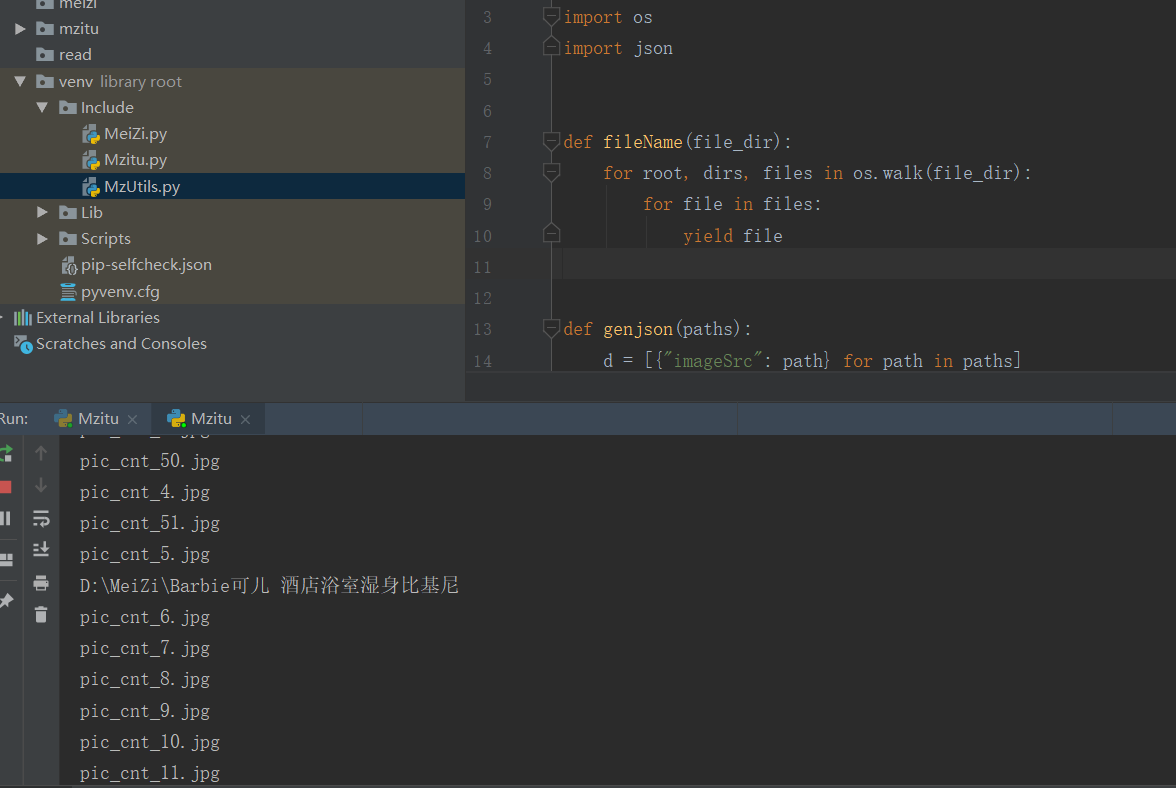 meizi
mzitu
read
venv library root
Include
MeiZi.py
Mzitu.py
MzUtils.py
Lib
Scripts
pip-selfcheck.json
pyvenv.cfg
External Libraries
Scratches and Consoles
3 import os
4 import json
5
6
7 def fileName(file_dir):
8 for root, dirs, files in os.walk(file_dir):
9 for file in files:
10 yield file
11
12
13 def genjson(paths):
14 d = [{"imageSrc": path} for path in paths]
Run: Mzitu Mzitu
pic_cnt_50.jpg
pic_cnt_4.jpg
pic_cnt_51.jpg
pic_cnt_5.jpg
D:\MeiZi\Barbie可儿 酒店浴室湿身比基尼
pic_cnt_6.jpg
pic_cnt_7.jpg
pic_cnt_8.jpg
pic_cnt_9.jpg
pic_cnt_10.jpg
pic_cnt_11.jpg